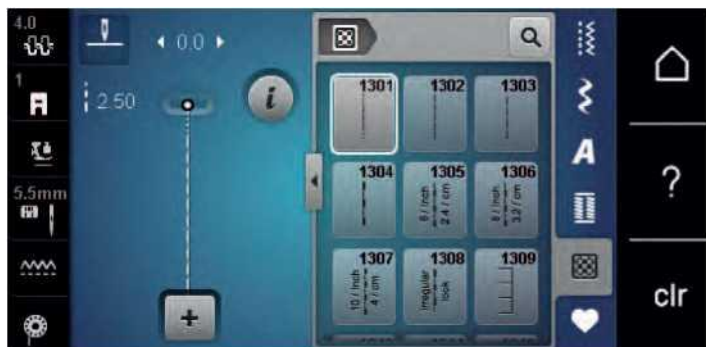 4.0
0.0
1
2.50
5.5mm
i
+
1301 1302 1303
1304 1305 1306
6 / inch
2.4 / cm
8 / inch
3.2 / cm
1307 1308 1309
10 / inch
4 / cm
irregular
look
A
?
clr